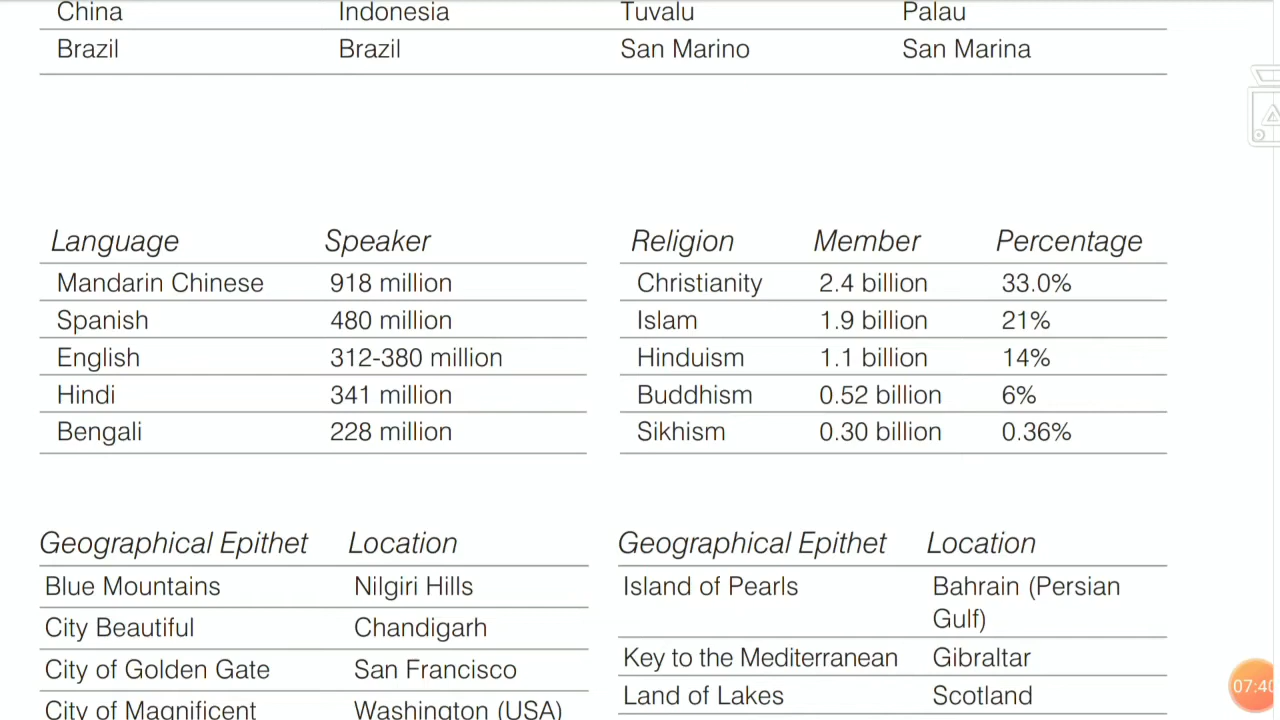 China Indonesia Tuvalu Palau
Brazil Brazil San Marino San Marina
Language Speaker
Mandarin Chinese 918 million
Spanish 480 million
English 312-380 million
Hindi 341 million
Bengali 228 million
Religion Member Percentage
Christianity 2.4 billion 33.0%
Islam 1.9 billion 21%
Hinduism 1.1 billion 14%
Buddhism 0.52 billion 6%
Sikhism 0.30 billion 0.36%
Geographical Epithet Location
Blue Mountains Nilgiri Hills
City Beautiful Chandigarh
City of Golden Gate San Francisco
City of Magnificent Washington (USA)
Geographical Epithet Location
Island of Pearls Bahrain (Persian
Gulf)
Key to the Mediterranean Gibraltar
Land of Lakes Scotland
07:40